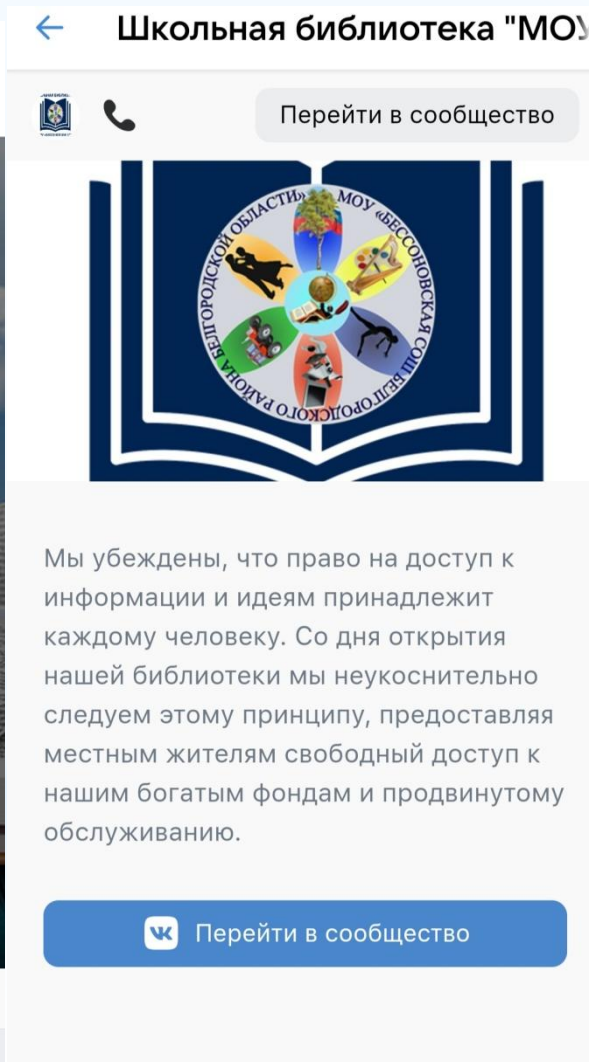 Школьная библиотека "МОУ
Перейти в сообщество
МОУ «БЕССОНОВСКАЯ СОШ БЕЛГОРОДСКОГО РАЙОНА БЕЛГОРОДСКОЙ ОБЛАСТИ»
Мы убеждены, что право на доступ к
информации и идеям принадлежит
каждому человеку. Со дня открытия
нашей библиотеки мы неукоснительно
следуем этому принципу, предоставляя
местным жителям свободный доступ к
нашим богатым фондам и продвинутому
обслуживанию.
Перейти в сообщество